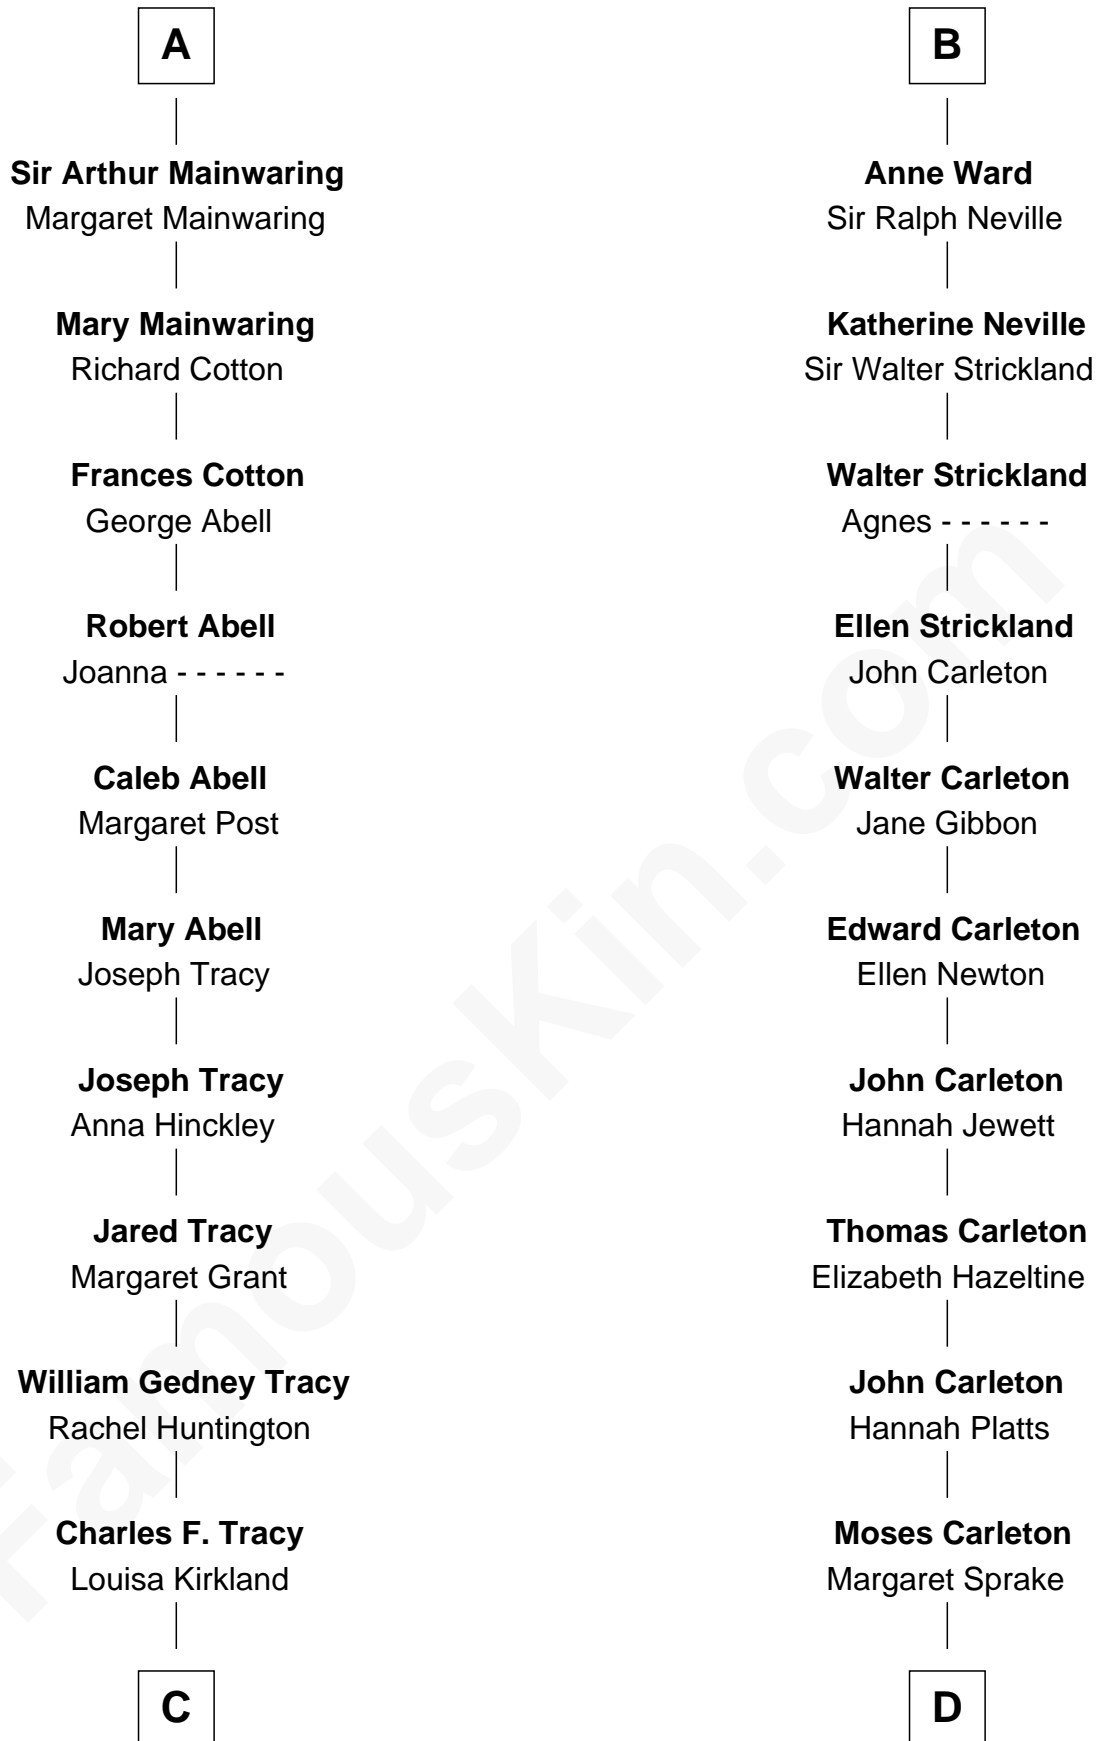 A
Sir Arthur Mainwaring
Margaret Mainwaring
Mary Mainwaring
Richard Cotton
Frances Cotton
George Abell
Robert Abell
Joanna - - - - - -
Caleb Abell
Margaret Post
Mary Abell
Joseph Tracy
Joseph Tracy
Anna Hinckley
Jared Tracy
Margaret Grant
William Gedney Tracy
Rachel Huntington
Charles F. Tracy
Louisa Kirkland
C
B
Anne Ward
Sir Ralph Neville
Katherine Neville
Sir Walter Strickland
Walter Strickland
Agnes - - - - - -
Ellen Strickland
John Carleton
Walter Carleton
Jane Gibbon
Edward Carleton
Ellen Newton
John Carleton
Hannah Jewett
Thomas Carleton
Elizabeth Hazeltine
John Carleton
Hannah Platts
Moses Carleton
Margaret Sprake
D
FamousKin.com